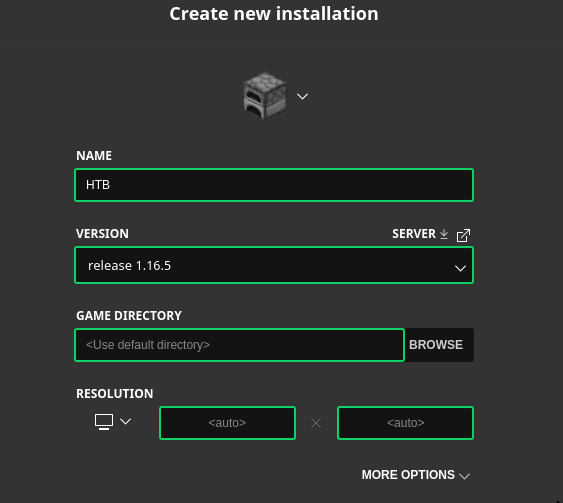 Create new installation
NAME
HTB
VERSION
SERVER
release 1.16.5
GAME DIRECTORY
<Use default directory>
BROWSE
RESOLUTION
<auto>
<auto>
MORE OPTIONS